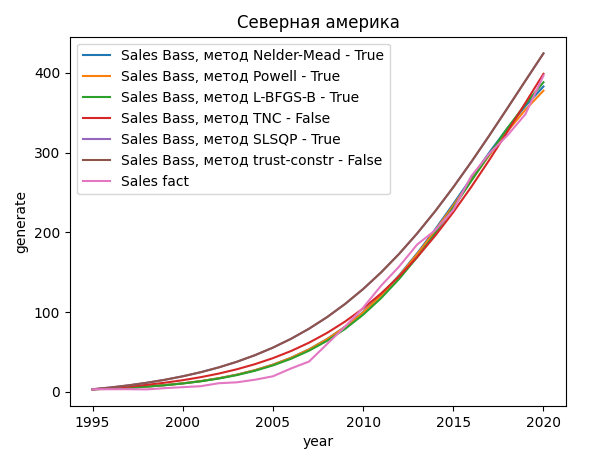 Северная америка
Sales Bass, метод Nelder-Mead - True
Sales Bass, метод Powell - True
Sales Bass, метод L-BFGS-B - True
Sales Bass, метод TNC - False
Sales Bass, метод SLSQP - True
Sales Bass, метод trust-constr - False
Sales fact
generate
400
300
200
100
0
1995
2000
2005
2010
2015
2020
year